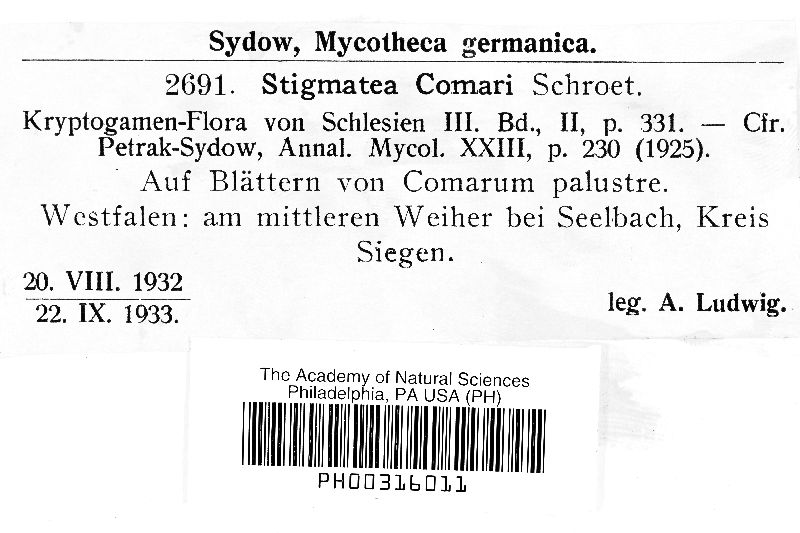 Sydow, Mycotheca germanica.
2691. Stigmatea Comari Schroet.
Kryptogamen-Flora von Schlesien III. Bd., II, p. 331. — Cfr.
Petrak-Sydow, Annal. Mycol. XXIII, p. 230 (1925).
Auf Blättern von Comarum palustre.
Westfalen: am mittleren Weiher bei Seelbach, Kreis
Siegen.
20. VIII. 1932
22. IX. 1933.
leg. A. Ludwig.
The Academy of Natural Sciences
Philadelphia, PA USA (PH)
PH00316011